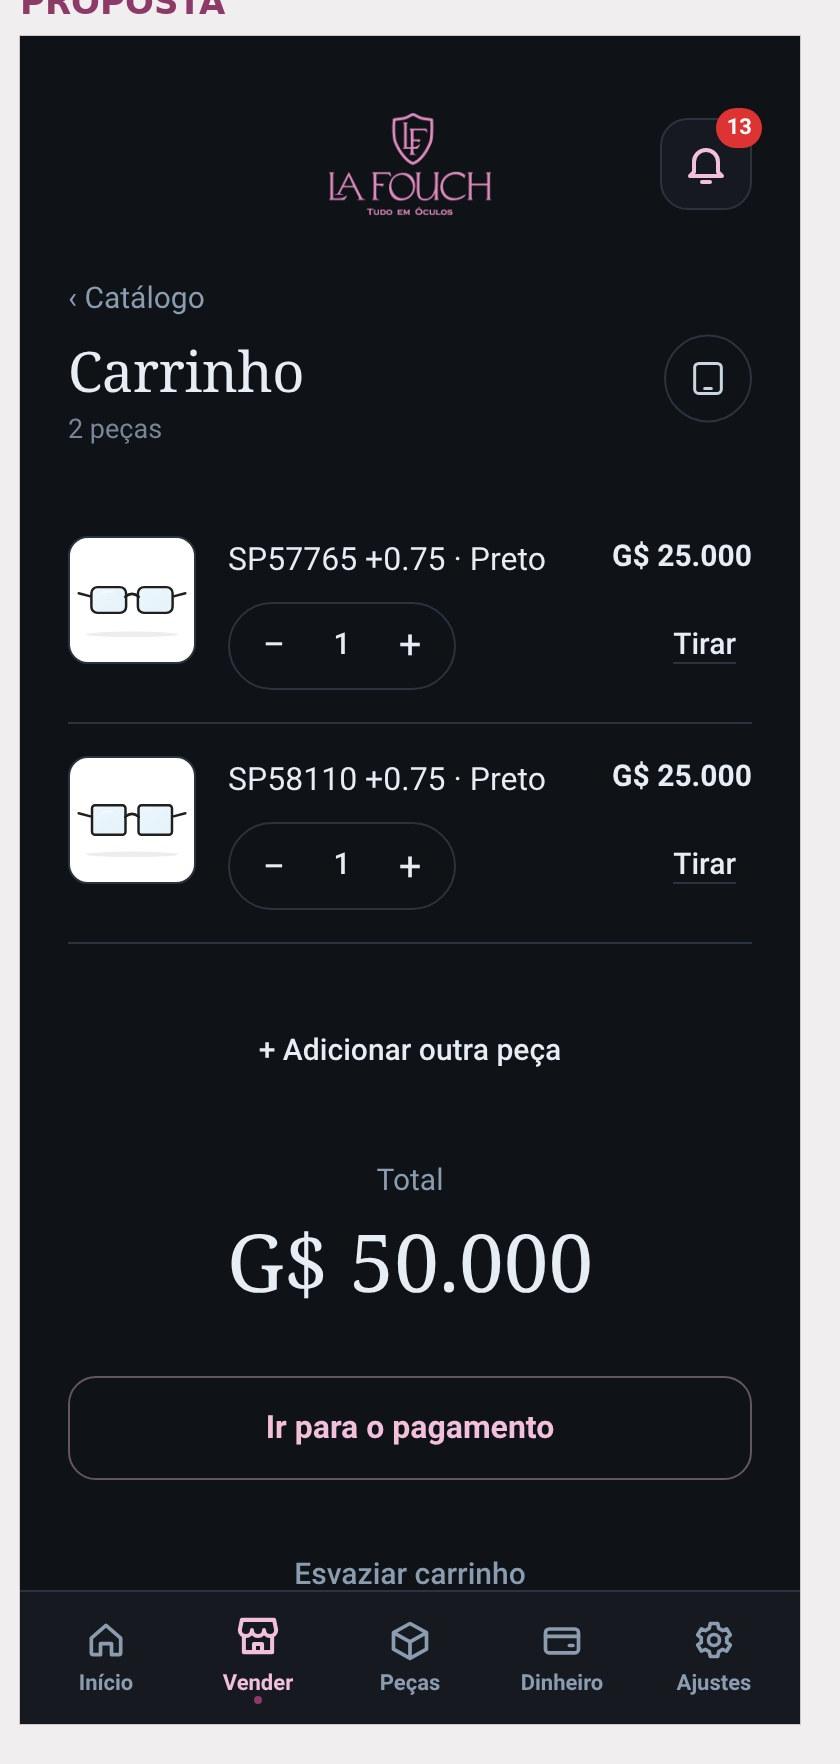 PROPOSTA
LF
LA FOUCH
TUDO EM ÓCULOS
13
‹ Catálogo
Carrinho
2 peças
SP57765 +0.75 · Preto
G$ 25.000
− 1 +
Tirar
SP58110 +0.75 · Preto
G$ 25.000
− 1 +
Tirar
+ Adicionar outra peça
Total
G$ 50.000
Ir para o pagamento
Esvaziar carrinho
Início
Vender
Peças
Dinheiro
Ajustes